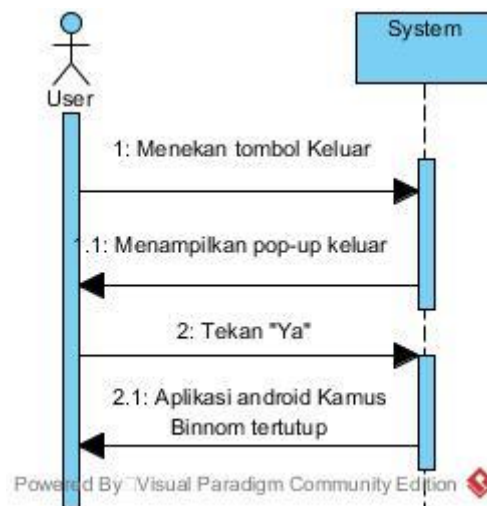 System
User
1: Menekan tombol Keluar
1.1: Menampilkan pop-up keluar
2: Tekan "Ya"
2.1: Aplikasi android Kamus
Binnom tertutup
Powered By Visual Paradigm Community Edition